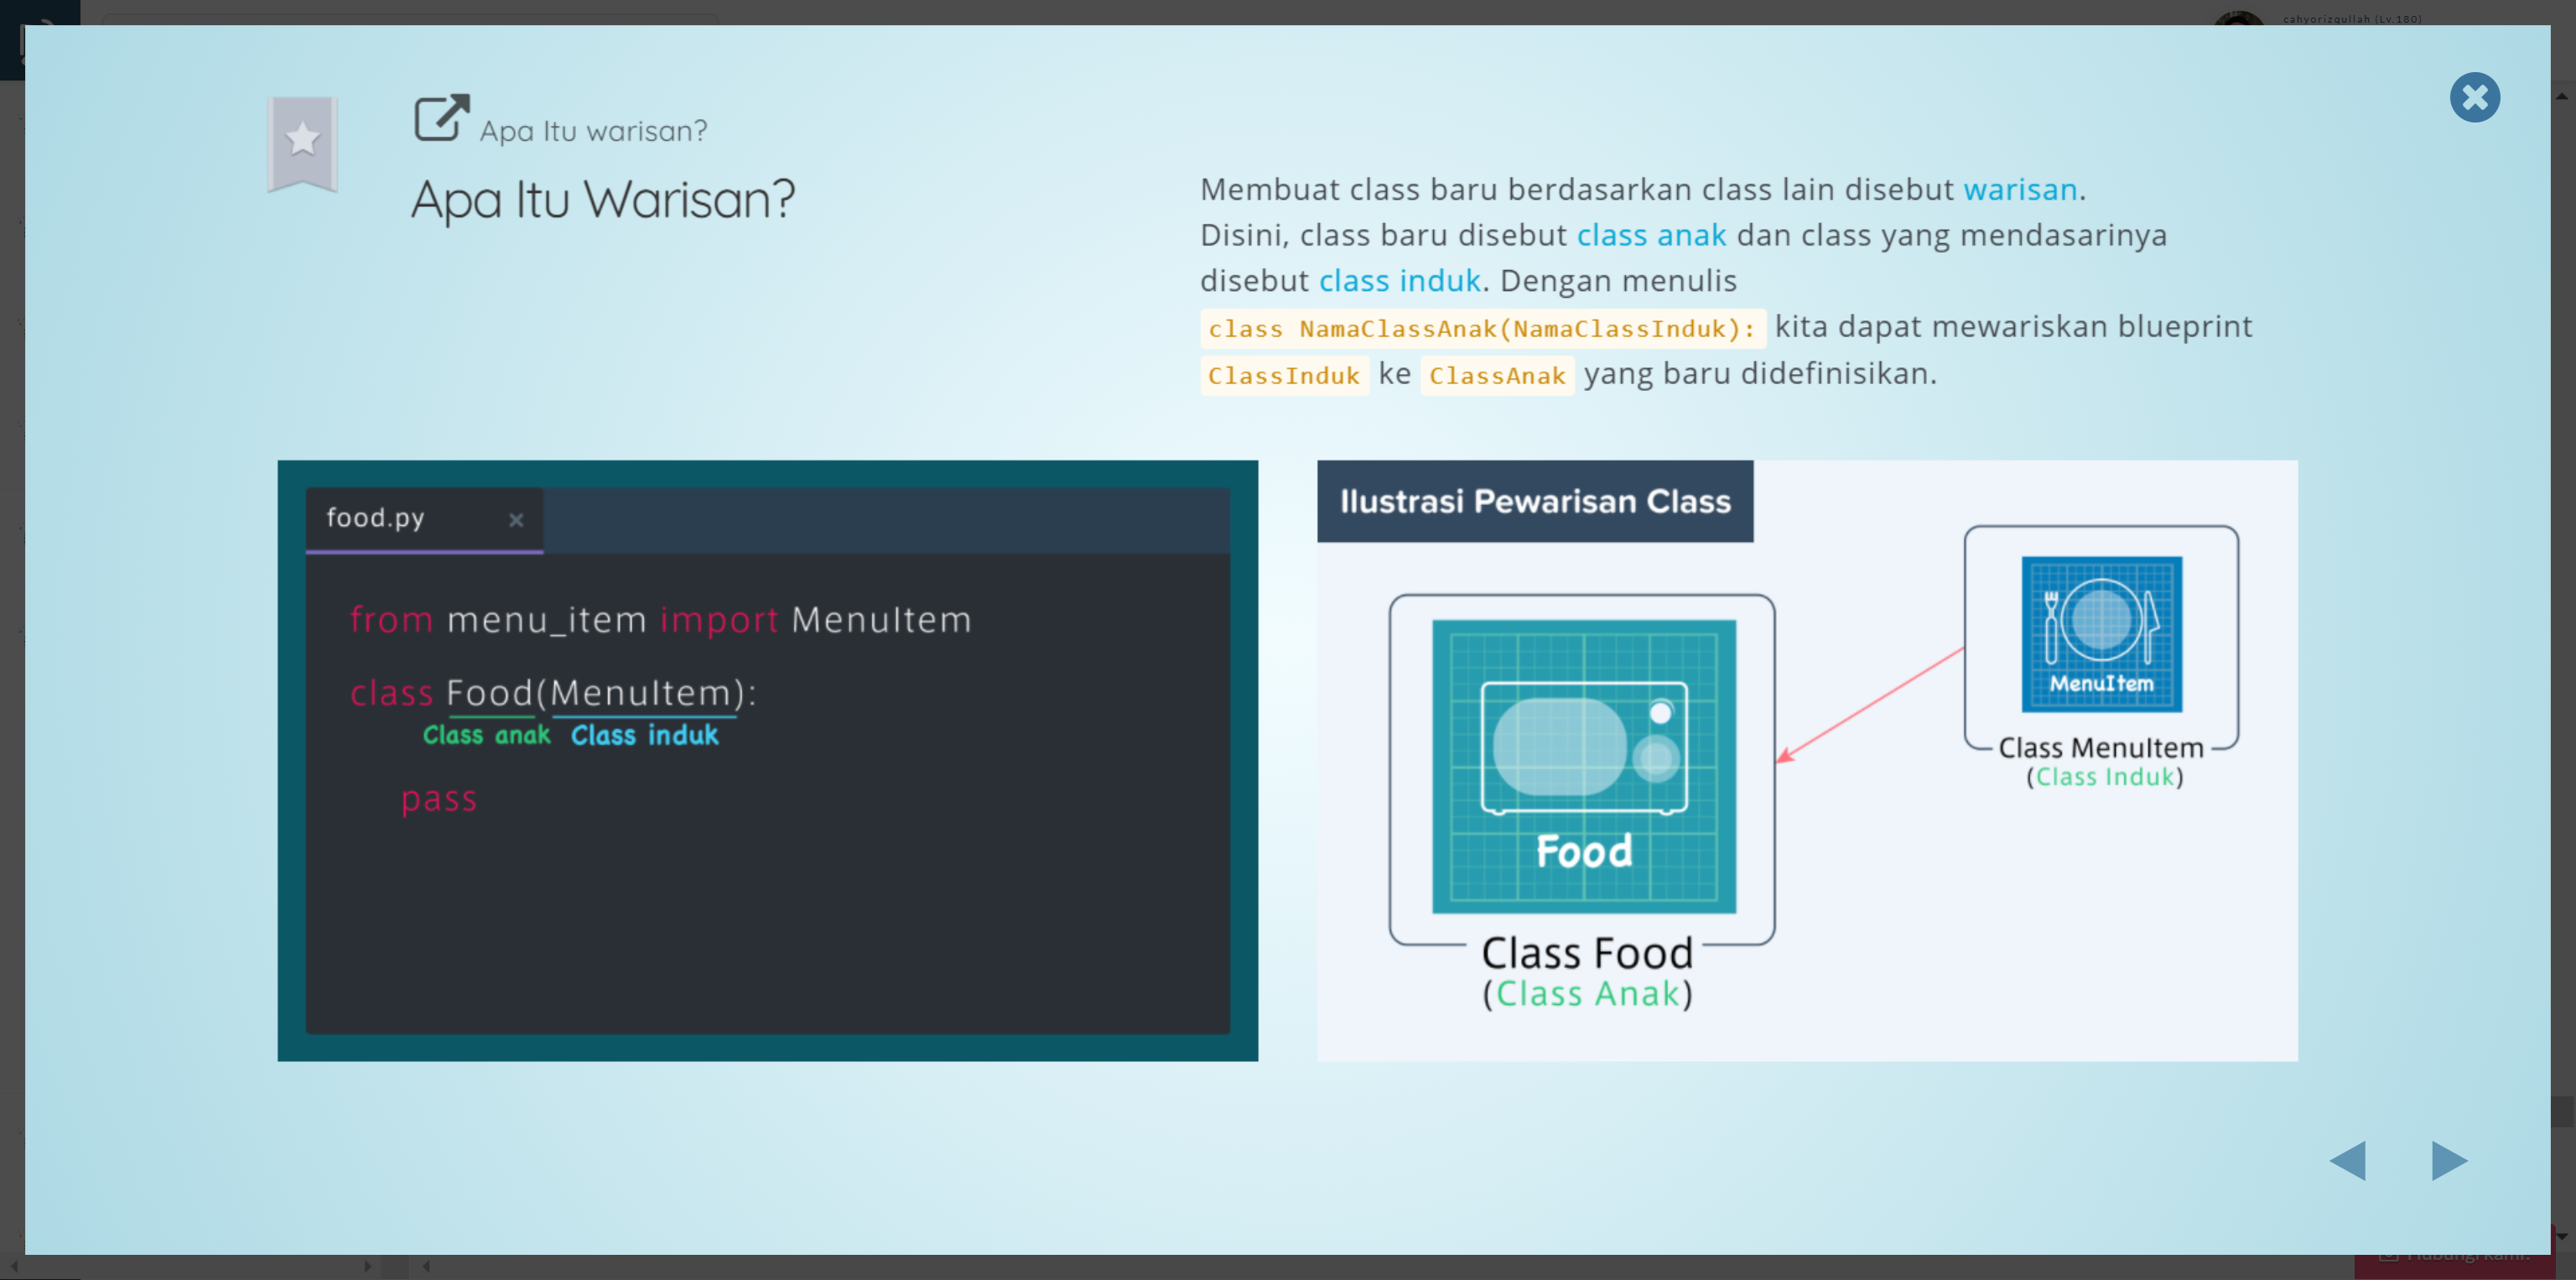 cahyorizqullah (Lv.180)
Apa Itu warisan?
Apa Itu Warisan?
Membuat class baru berdasarkan class lain disebut warisan.
Disini, class baru disebut class anak dan class yang mendasarinya
disebut class induk. Dengan menulis
class NamaClassAnak(NamaClassInduk): kita dapat mewariskan blueprint
ClassInduk ke ClassAnak yang baru didefinisikan.
food.py
from menu_item import MenuItem
class Food(MenuItem):
Class anak Class induk
pass
Ilustrasi Pewarisan Class
MenuItem
Class MenuItem
(Class Induk)
Food
Class Food
(Class Anak)
Hubungi kami.